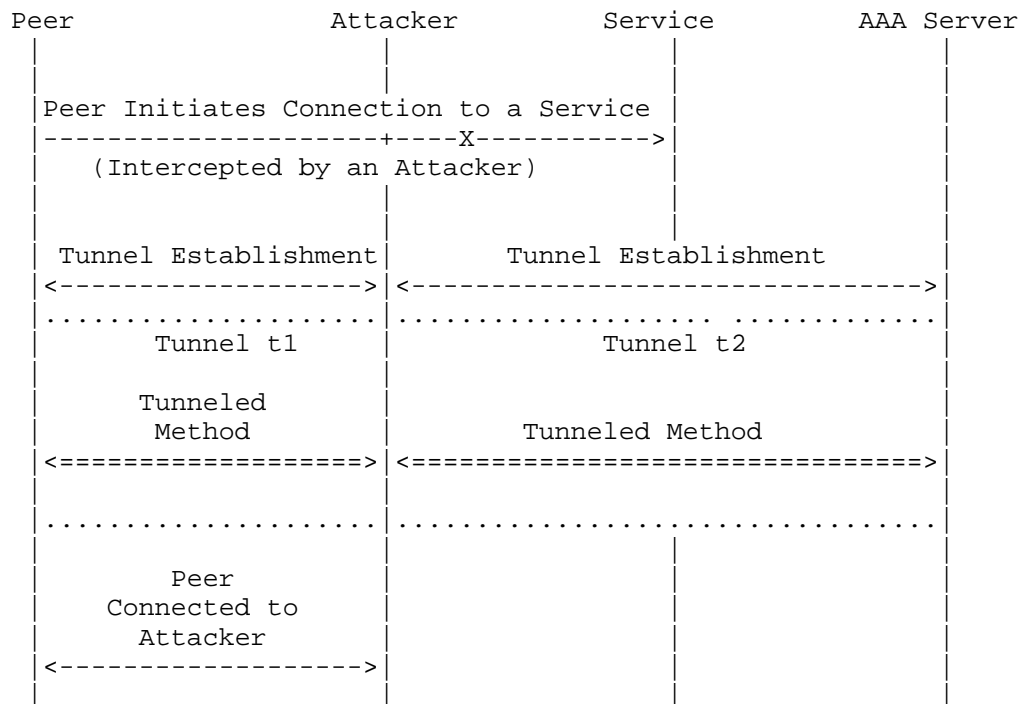 Peer Attacker Service AAA Server
Peer Initiates Connection to a Service
(Intercepted by an Attacker)
Tunnel Establishment Tunnel Establishment
Tunnel t1 Tunnel t2
Tunneled
Method Tunneled Method
Peer
Connected to
Attacker